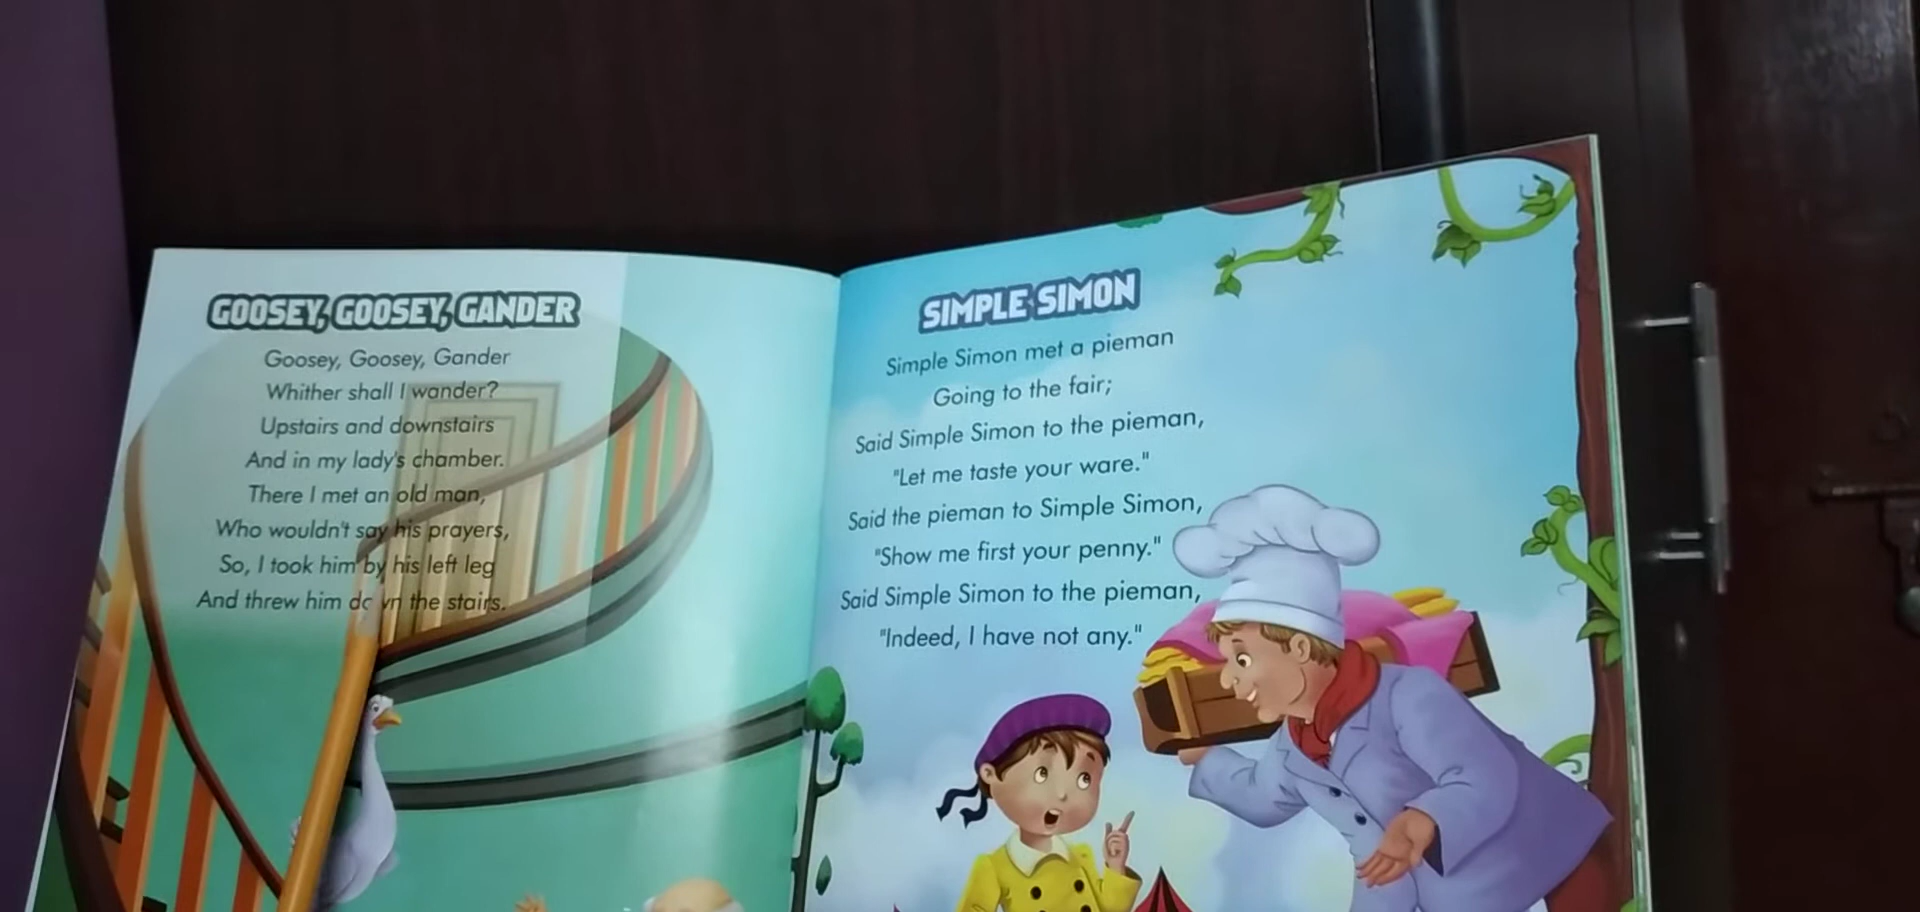 GOOSEY, GOOSEY, GANDER
Goosey, Goosey, Gander
Whither shall I wander?
Upstairs and downstairs
And in my lady's chamber.
There I met an old man,
Who wouldn't say his prayers,
So, I took him by his left leg
And threw him down the stairs.
SIMPLE SIMON
Simple Simon met a pieman
Going to the fair;
Said Simple Simon to the pieman,
"Let me taste your ware."
Said the pieman to Simple Simon,
"Show me first your penny."
Said Simple Simon to the pieman,
"Indeed, I have not any."